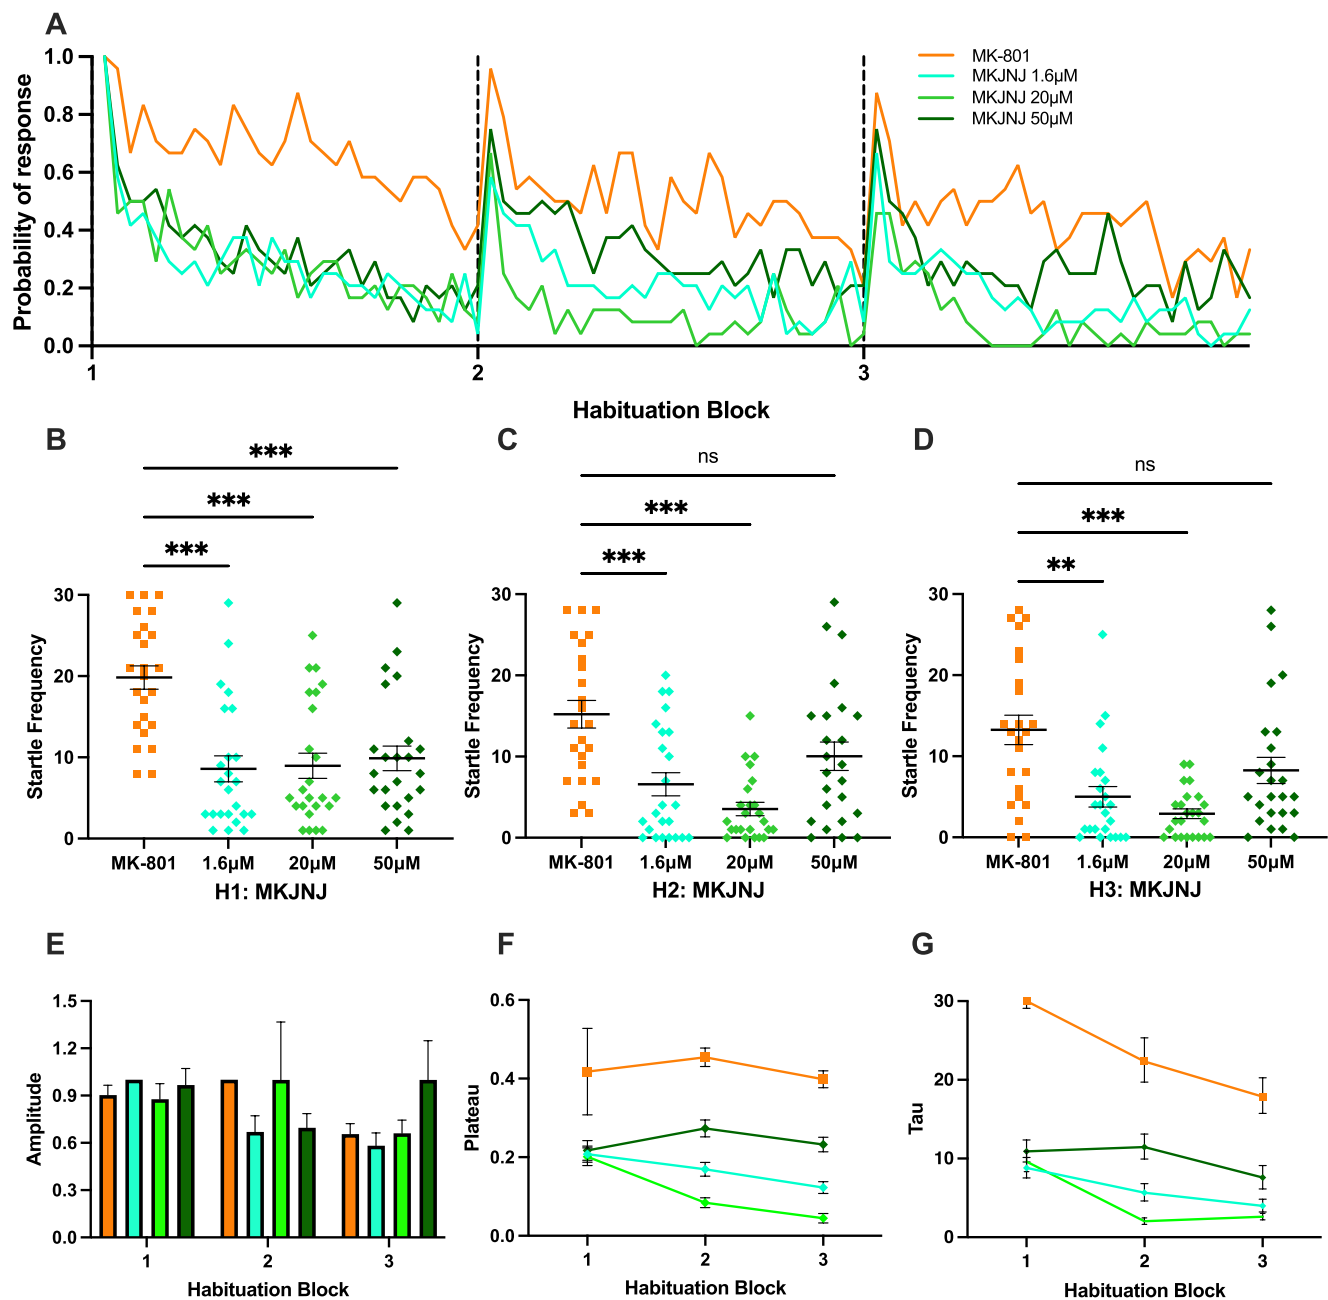 A
Probability of response
1.0
0.8
0.6
0.4
0.2
0.0
1
2
3
Habituation Block
MK-801
MKJNJ 1.6µM
MKJNJ 20µM
MKJNJ 50µM
B
***
***
***
Startle Frequency
30
20
10
0
MK-801
1.6µM
20µM
50µM
H1: MKJNJ
C
ns
***
***
Startle Frequency
30
20
10
0
MK-801
1.6µM
20µM
50µM
H2: MKJNJ
D
ns
***
**
Startle Frequency
30
20
10
0
MK-801
1.6µM
20µM
50µM
H3: MKJNJ
E
Amplitude
1.5
1.2
0.9
0.6
0.3
0.0
1
2
3
Habituation Block
F
Plateau
0.6
0.4
0.2
0.0
1
2
3
Habituation Block
G
Tau
30
20
10
0
1
2
3
Habituation Block